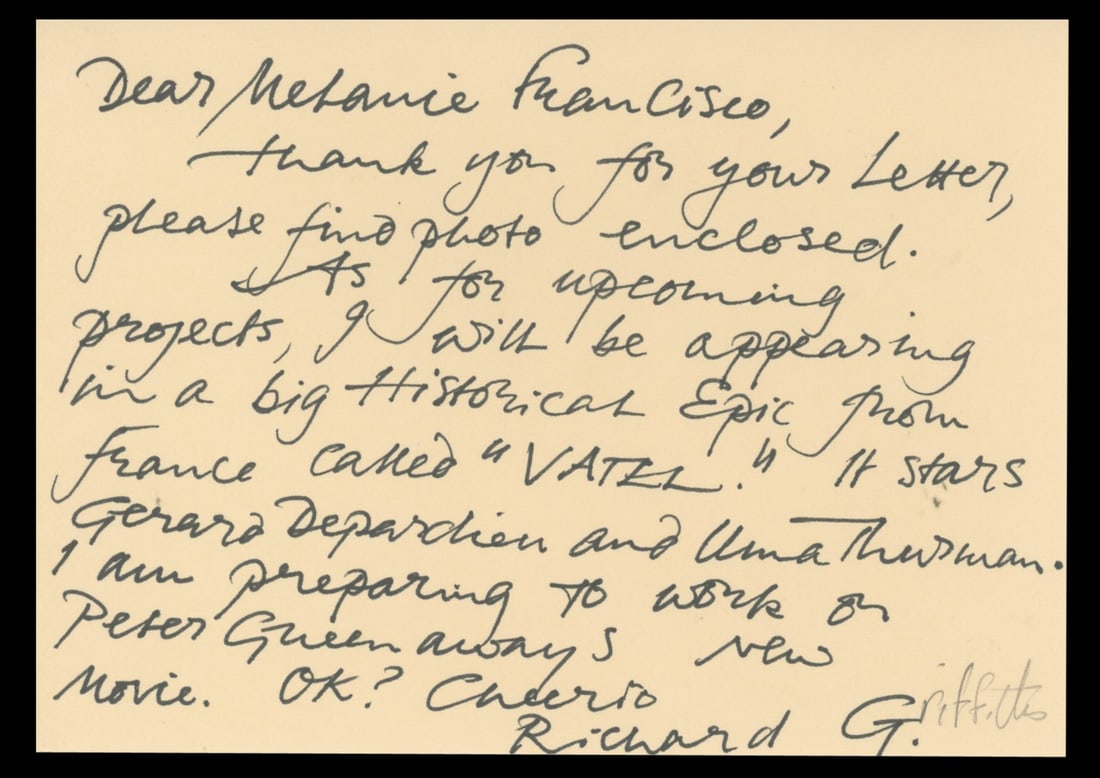 Dear Melanie Francisco,
thank you for your Letter,
please find photo enclosed.
As for upcoming
projects, I will be appearing
in a big Historical Epic from
France called "VATEL." It stars
Gerard Depardieu and Uma Thurman.
I am preparing to work on
Peter Greenaways new
Movie. OK? Cheerio
Richard G.riffiths